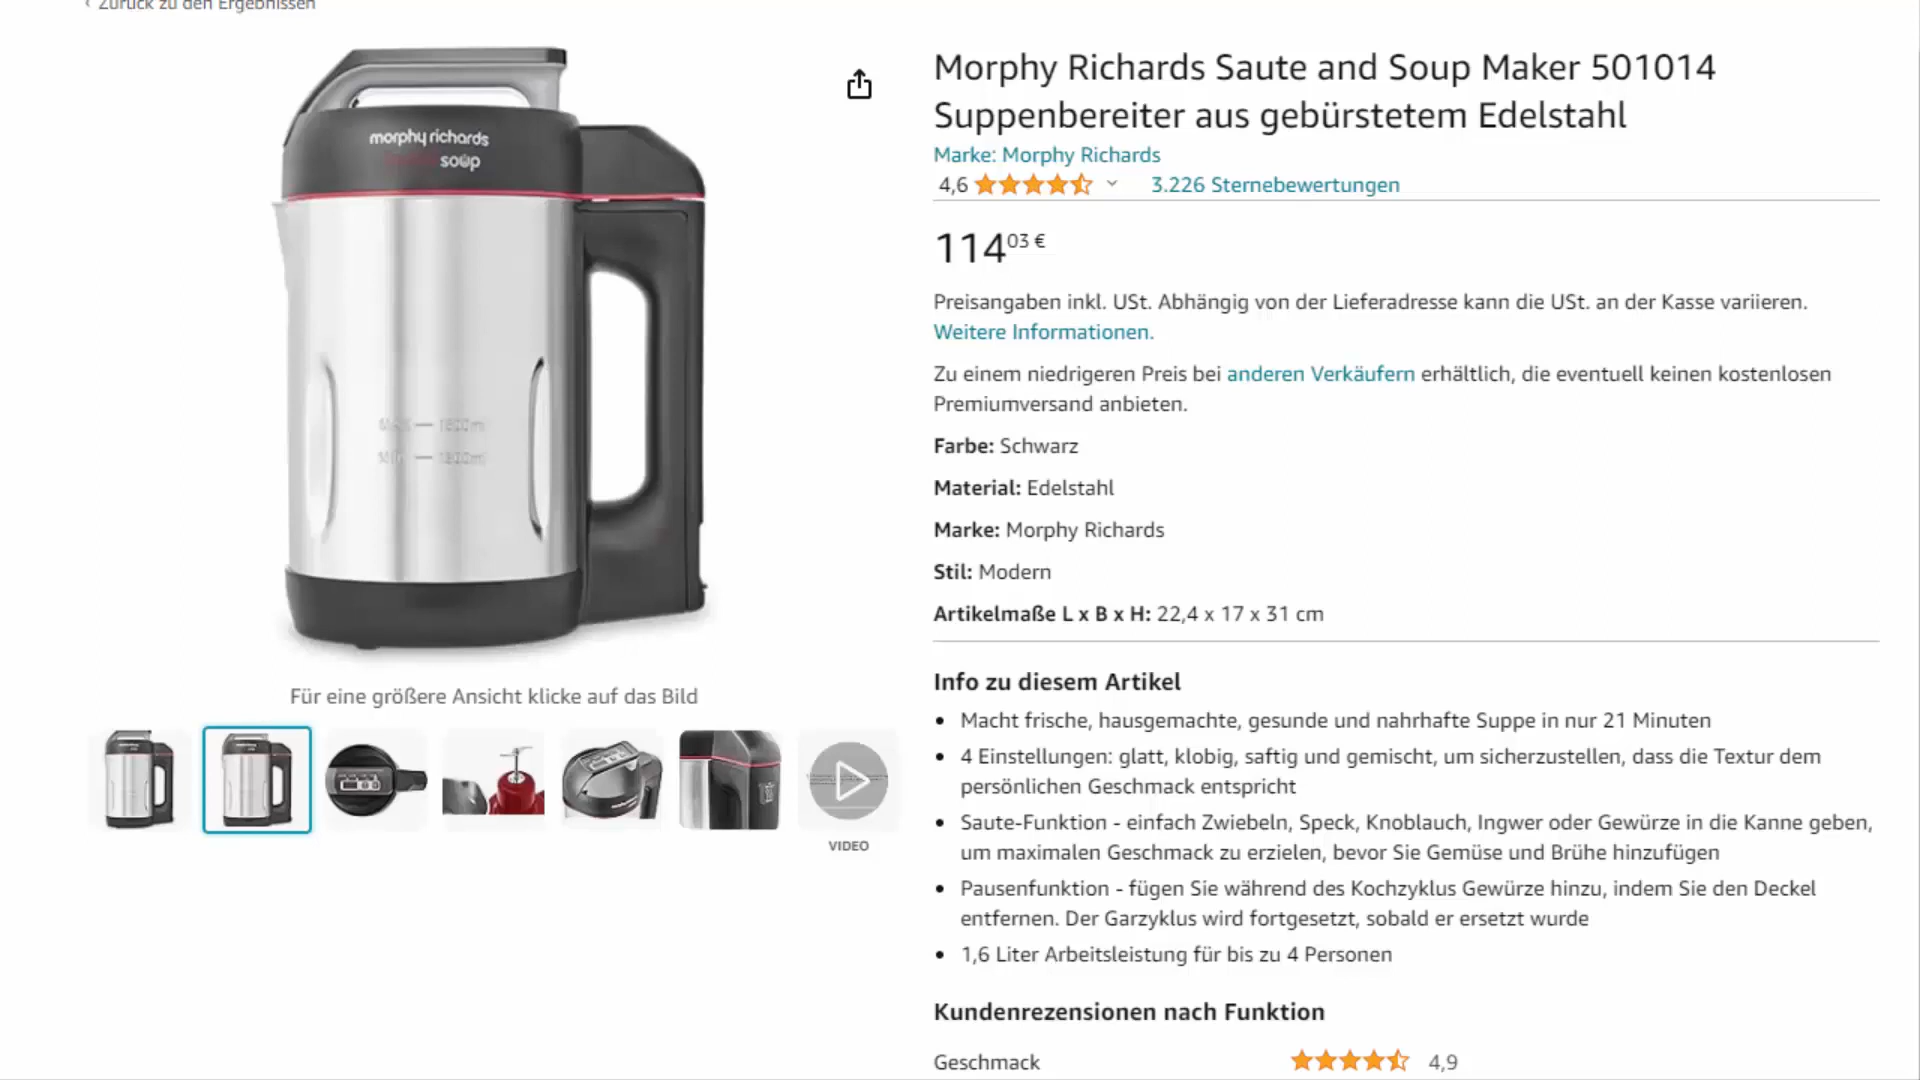 ‹ Zurück zu den Ergebnissen
morphy richards
soup
MAX — 1600ml
MIN — 1300ml
Für eine größere Ansicht klicke auf das Bild
VIDEO
Morphy Richards Saute and Soup Maker 501014
Suppenbereiter aus gebürstetem Edelstahl
Marke: Morphy Richards
4,6 3.226 Sternebewertungen
114 03 €
Preisangaben inkl. USt. Abhängig von der Lieferadresse kann die USt. an der Kasse variieren.
Weitere Informationen.
Zu einem niedrigeren Preis bei anderen Verkäufern erhältlich, die eventuell keinen kostenlosen
Premiumversand anbieten.
Farbe: Schwarz
Material: Edelstahl
Marke: Morphy Richards
Stil: Modern
Artikelmaße L x B x H: 22,4 x 17 x 31 cm
Info zu diesem Artikel
• Macht frische, hausgemachte, gesunde und nahrhafte Suppe in nur 21 Minuten
• 4 Einstellungen: glatt, klobig, saftig und gemischt, um sicherzustellen, dass die Textur dem
persönlichen Geschmack entspricht
• Saute-Funktion - einfach Zwiebeln, Speck, Knoblauch, Ingwer oder Gewürze in die Kanne geben,
um maximalen Geschmack zu erzielen, bevor Sie Gemüse und Brühe hinzufügen
• Pausenfunktion - fügen Sie während des Kochzyklus Gewürze hinzu, indem Sie den Deckel
entfernen. Der Garzyklus wird fortgesetzt, sobald er ersetzt wurde
• 1,6 Liter Arbeitsleistung für bis zu 4 Personen
Kundenrezensionen nach Funktion
Geschmack 4,9